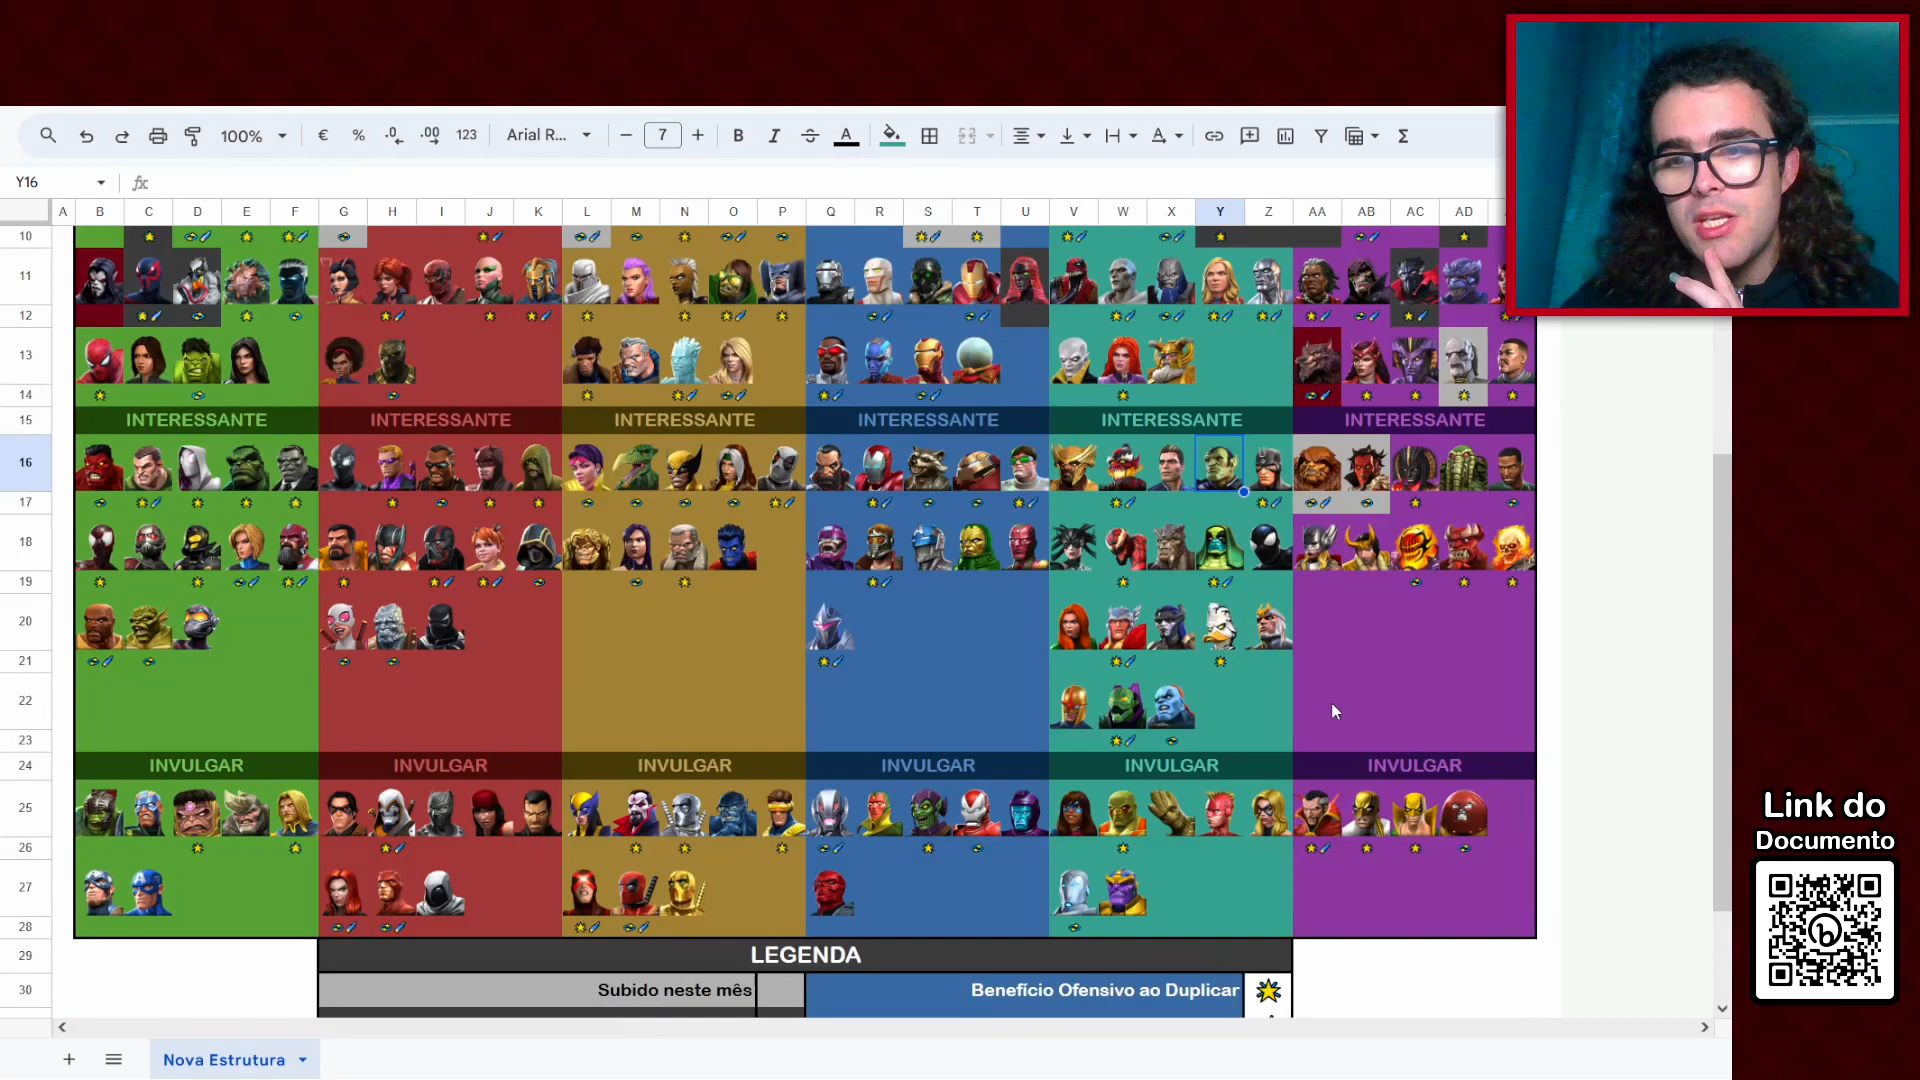 100%
€ % .0 .00 123
Arial R...
7
B I A
Y16
fx
A B C D E F G H I J K L M N O P Q R S T U V W X Y Z AA AB AC AD
10
11
12
13
14
15 INTERESSANTE INTERESSANTE INTERESSANTE INTERESSANTE INTERESSANTE INTERESSANTE
16
17
18
19
20
21
22
23
24 INVULGAR INVULGAR INVULGAR INVULGAR INVULGAR INVULGAR
25
26
27
28
29 LEGENDA
30 Subido neste mês Benefício Ofensivo ao Duplicar
Nova Estrutura
Link do
Documento
b